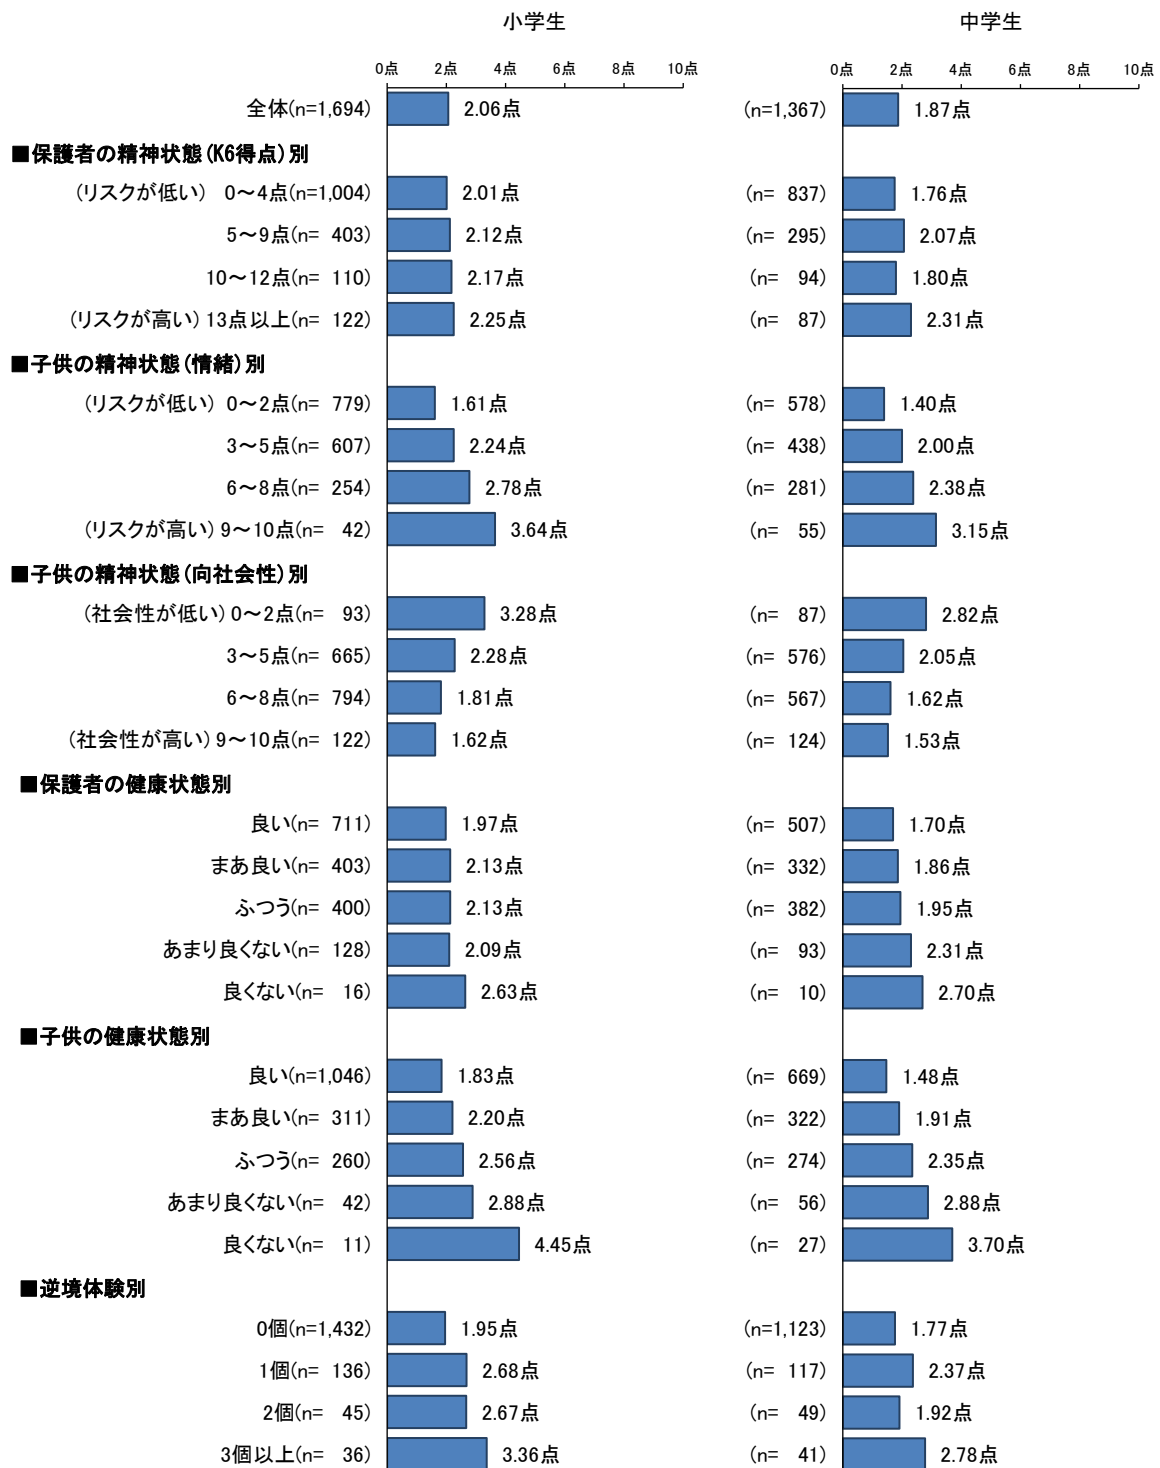 小学生 中学生
0点 2点 4点 6点 8点 10点 0点 2点 4点 6点 8点 10点
全体(n=1,694) 2.06点 (n=1,367) 1.87点
■保護者の精神状態(K6得点)別
(リスクが低い) 0～4点(n=1,004) 2.01点 (n= 837) 1.76点
5～9点(n= 403) 2.12点 (n= 295) 2.07点
10～12点(n= 110) 2.17点 (n= 94) 1.80点
(リスクが高い)13点以上(n= 122) 2.25点 (n= 87) 2.31点
■子供の精神状態(情緒)別
(リスクが低い) 0～2点(n= 779) 1.61点 (n= 578) 1.40点
3～5点(n= 607) 2.24点 (n= 438) 2.00点
6～8点(n= 254) 2.78点 (n= 281) 2.38点
(リスクが高い)9～10点(n= 42) 3.64点 (n= 55) 3.15点
■子供の精神状態(向社会性)別
(社会性が低い)0～2点(n= 93) 3.28点 (n= 87) 2.82点
3～5点(n= 665) 2.28点 (n= 576) 2.05点
6～8点(n= 794) 1.81点 (n= 567) 1.62点
(社会性が高い)9～10点(n= 122) 1.62点 (n= 124) 1.53点
■保護者の健康状態別
良い(n= 711) 1.97点 (n= 507) 1.70点
まあ良い(n= 403) 2.13点 (n= 332) 1.86点
ふつう(n= 400) 2.13点 (n= 382) 1.95点
あまり良くない(n= 128) 2.09点 (n= 93) 2.31点
良くない(n= 16) 2.63点 (n= 10) 2.70点
■子供の健康状態別
良い(n=1,046) 1.83点 (n= 669) 1.48点
まあ良い(n= 311) 2.20点 (n= 322) 1.91点
ふつう(n= 260) 2.56点 (n= 274) 2.35点
あまり良くない(n= 42) 2.88点 (n= 56) 2.88点
良くない(n= 11) 4.45点 (n= 27) 3.70点
■逆境体験別
0個(n=1,432) 1.95点 (n=1,123) 1.77点
1個(n= 136) 2.68点 (n= 117) 2.37点
2個(n= 45) 2.67点 (n= 49) 1.92点
3個以上(n= 36) 3.36点 (n= 41) 2.78点